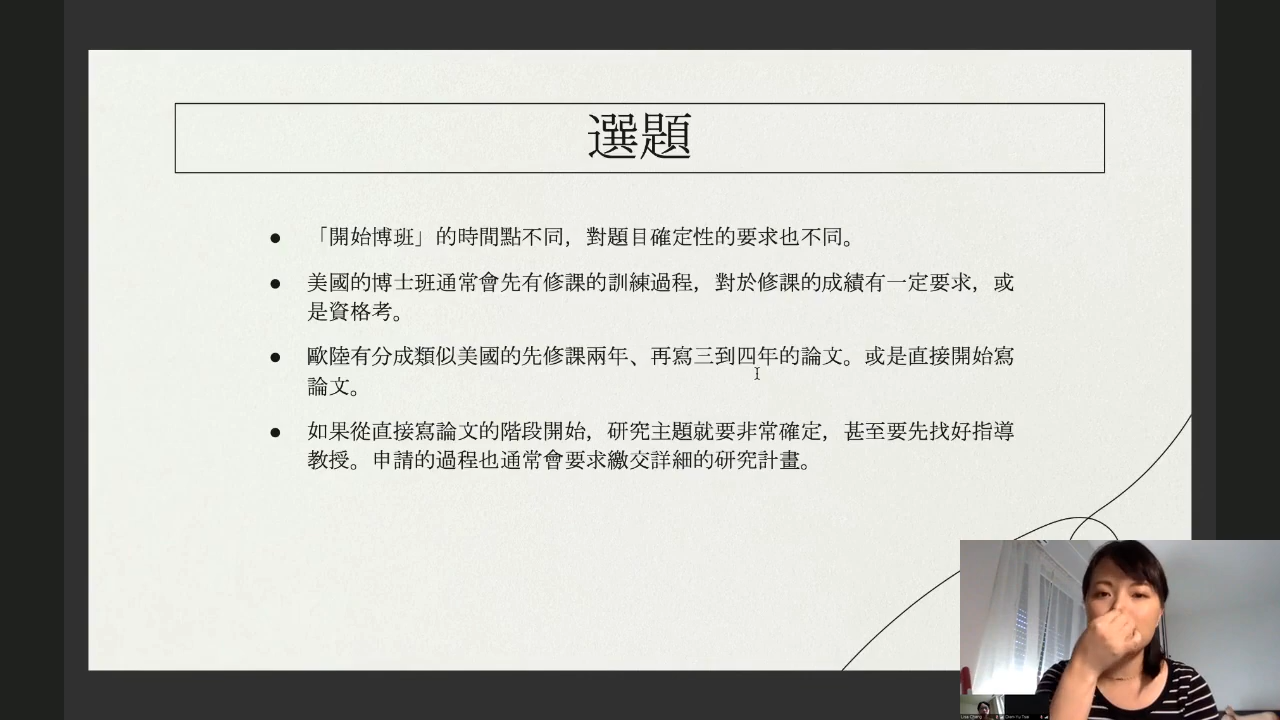 選題
「開始博班」的時間點不同，對題目確定性的要求也不同。
美國的博士班通常會先有修課的訓練過程，對於修課的成績有一定要求，或
是資格考。
歐陸有分成類似美國的先修課兩年、再寫三到四年的論文。或是直接開始寫
論文。
如果從直接寫論文的階段開始，研究主題就要非常確定，甚至要先找好指導
教授。申請的過程也通常會要求繳交詳細的研究計畫。